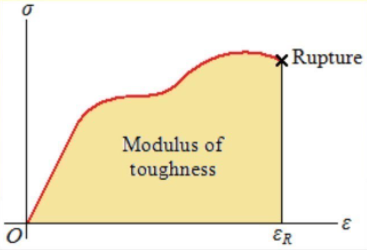 σ
Rupture
Modulus of
toughness
O
ε_R
ε